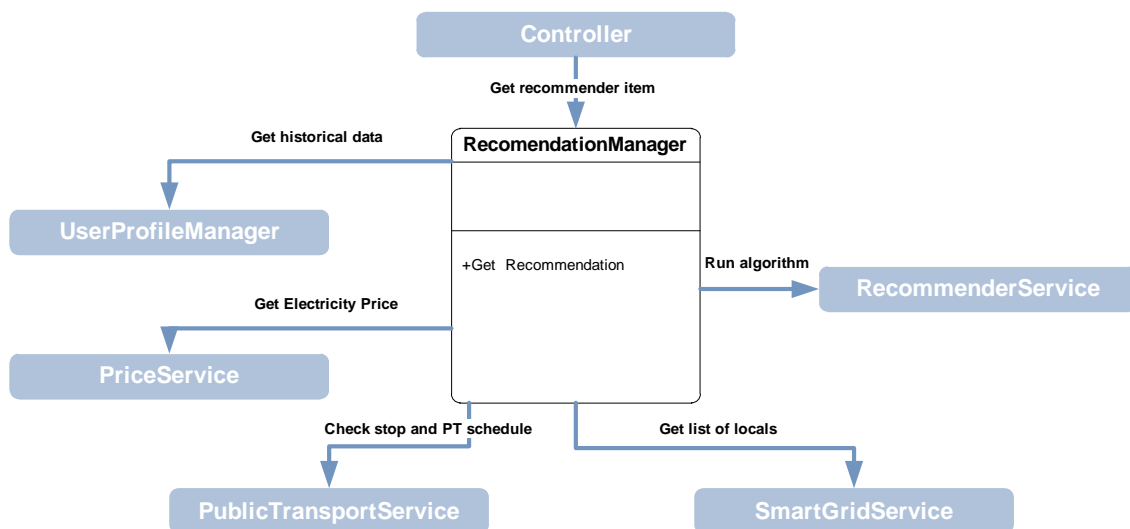 Controller
Get recommender item
Get historical data
RecomendationManager
UserProfileManager
+Get Recommendation
Run algorithm
RecommenderService
Get Electricity Price
PriceService
Check stop and PT schedule
Get list of locals
PublicTransportService
SmartGridService